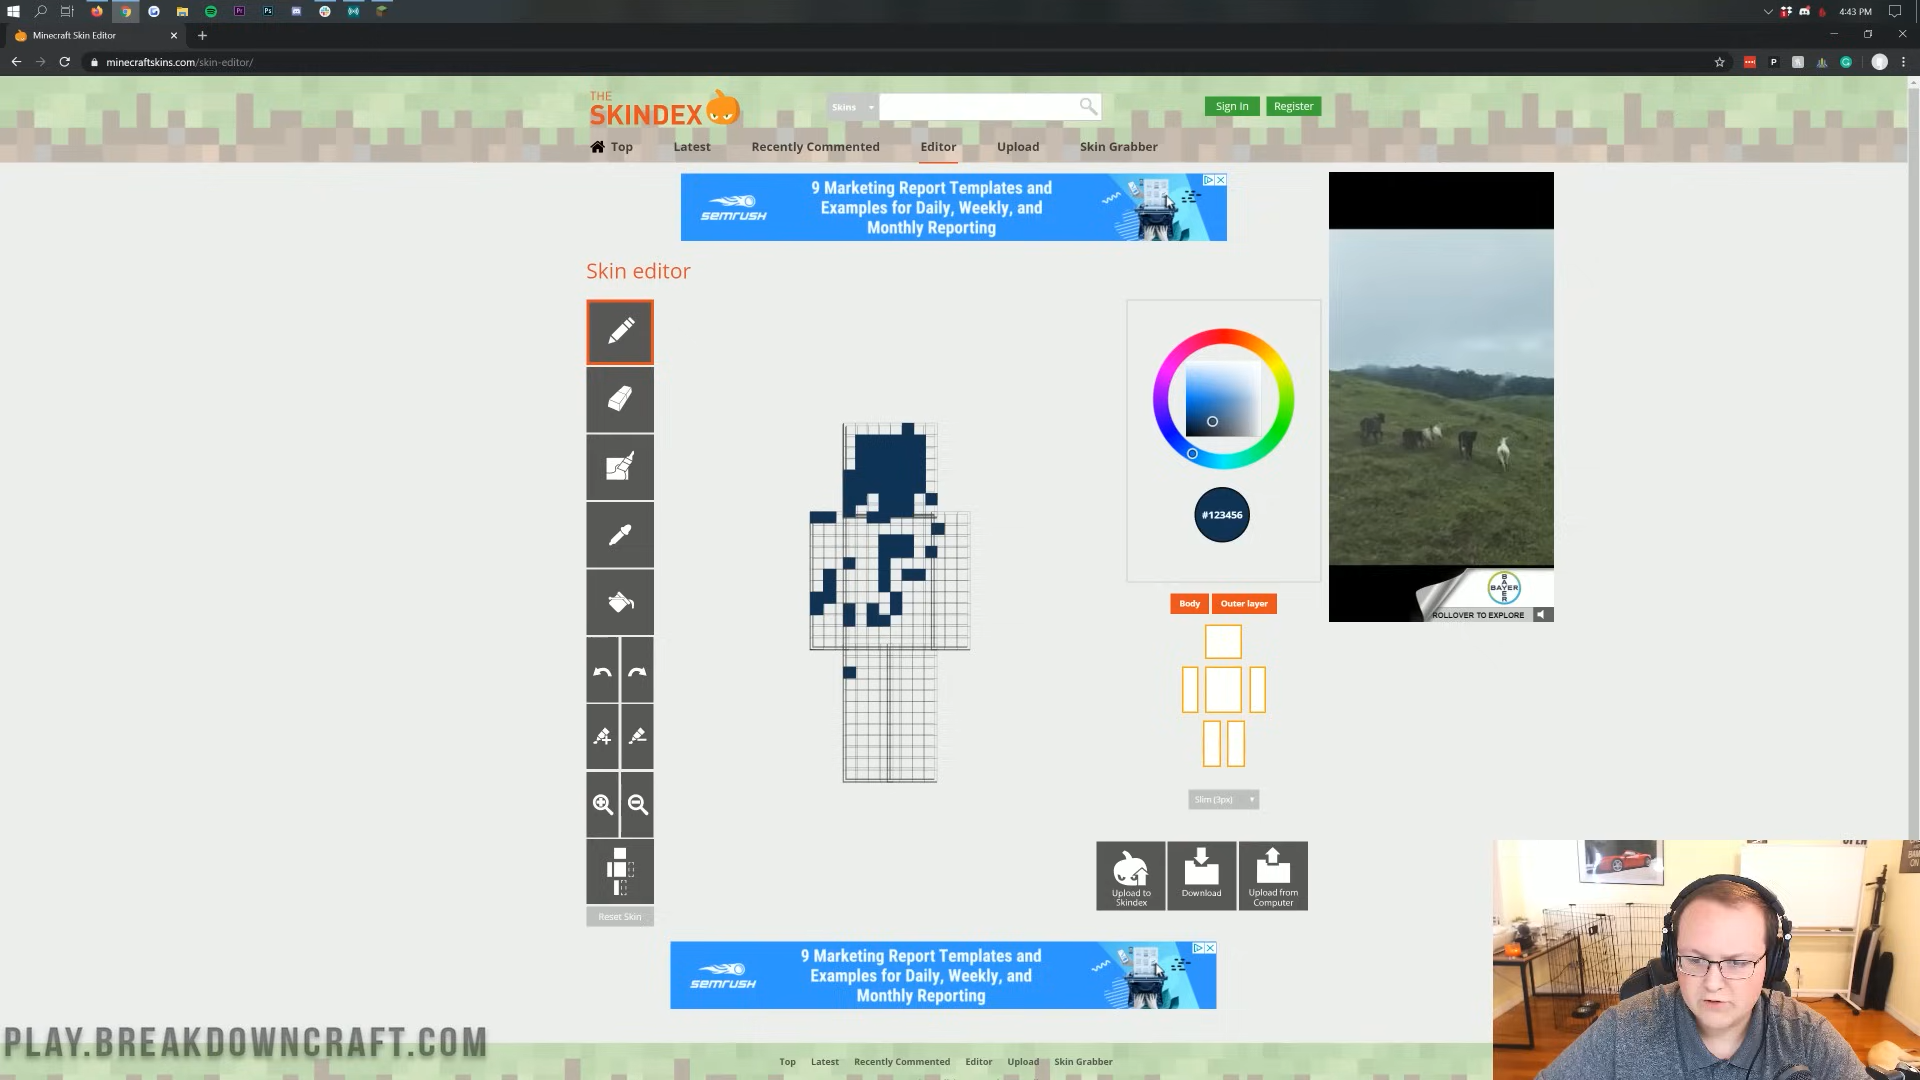 4:43 PM
Minecraft Skin Editor
minecraftskins.com/skin-editor/
THE
SKINDEX
Skins
Sign In
Register
Top
Latest
Recently Commented
Editor
Upload
Skin Grabber
SEMRUSH
9 Marketing Report Templates and
Examples for Daily, Weekly, and
Monthly Reporting
Skin editor
#123456
BAYER
BAYER
ROLLOVER TO EXPLORE
Body
Outer layer
Slim (3px)
Upload to
Skindex
Download
Upload from
Computer
Reset Skin
SEMRUSH
9 Marketing Report Templates and
Examples for Daily, Weekly, and
Monthly Reporting
PLAY.BREAKDOWNCRAFT.COM
Top
Latest
Recently Commented
Editor
Upload
Skin Grabber